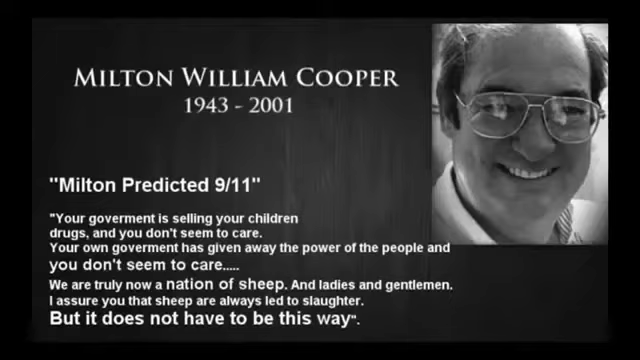 MILTON WILLIAM COOPER
1943 - 2001
"Milton Predicted 9/11"
"Your goverment is selling your children
drugs, and you don't seem to care.
Your own goverment has given away the power of the people and
you don't seem to care.....
We are truly now a nation of sheep. And ladies and gentlemen.
I assure you that sheep are always led to slaughter.
But it does not have to be this way".